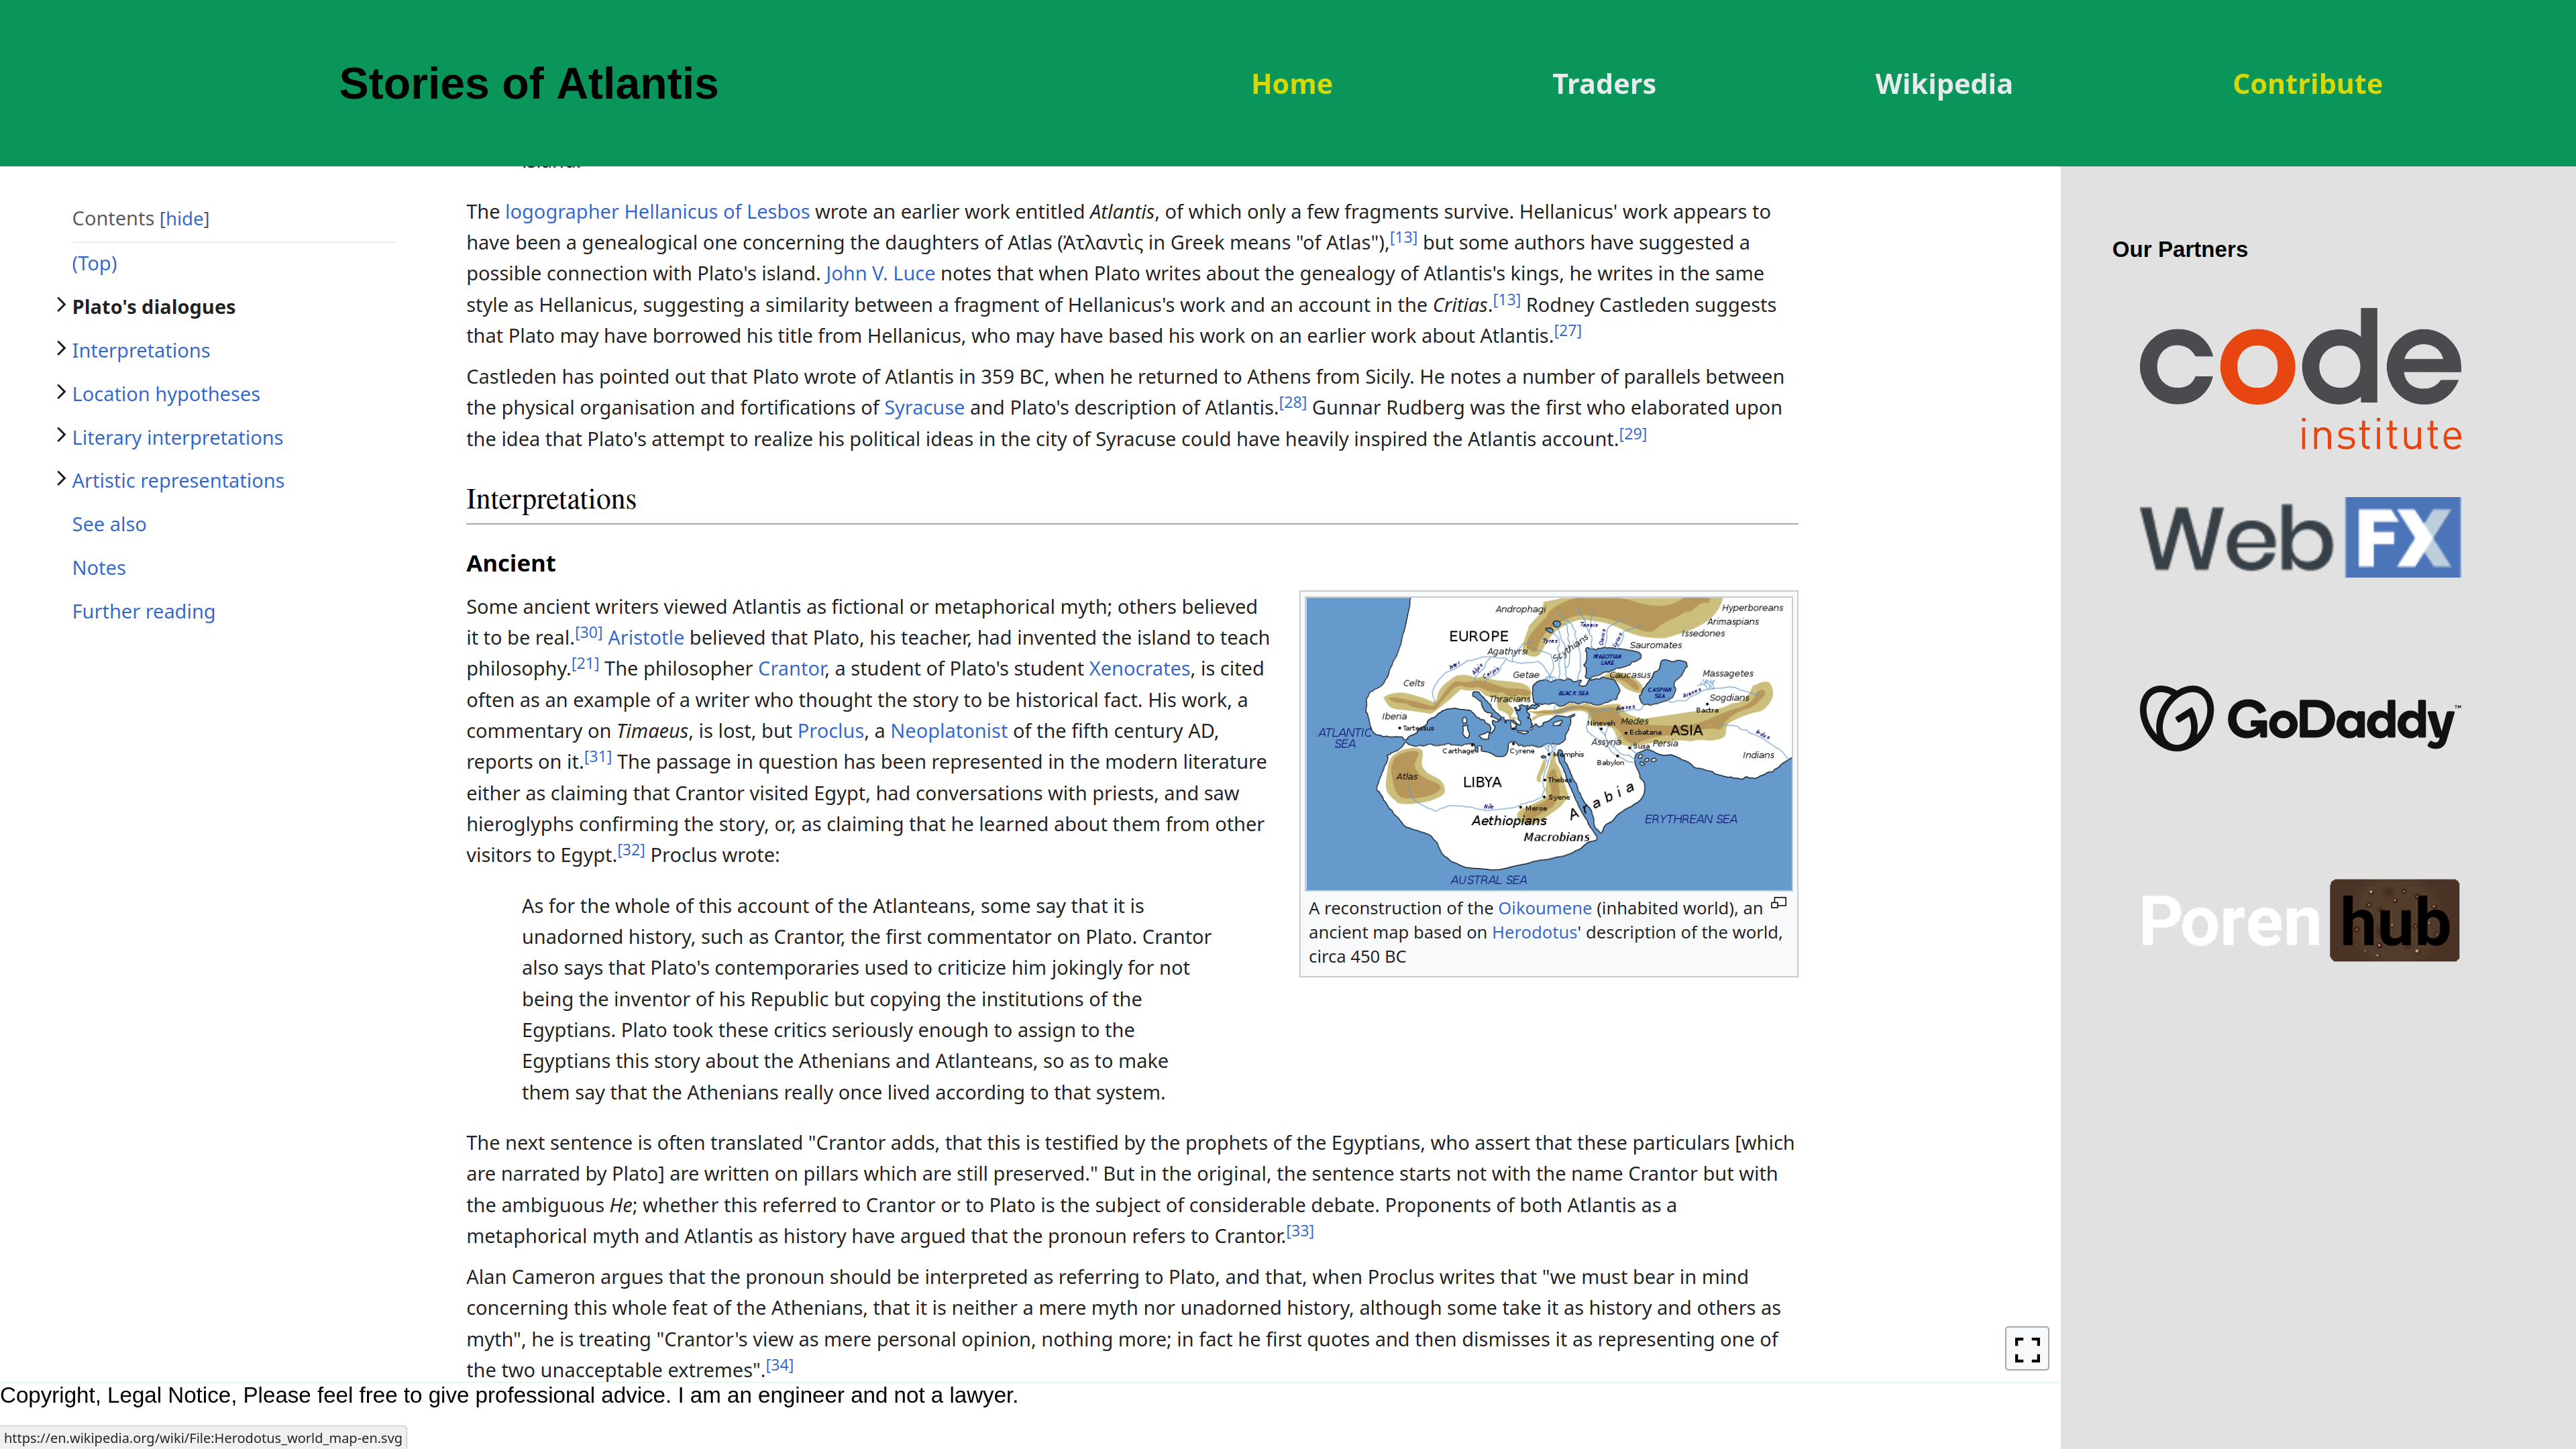 Stories of Atlantis
Home
Traders
Wikipedia
Contribute
Contents [hide]
(Top)
Plato's dialogues
Interpretations
Location hypotheses
Literary interpretations
Artistic representations
See also
Notes
Further reading
The logographer Hellanicus of Lesbos wrote an earlier work entitled Atlantis, of which only a few fragments survive. Hellanicus' work appears to
have been a genealogical one concerning the daughters of Atlas (Ἀτλαντὶς in Greek means "of Atlas"),[13] but some authors have suggested a
possible connection with Plato's island. John V. Luce notes that when Plato writes about the genealogy of Atlantis's kings, he writes in the same
style as Hellanicus, suggesting a similarity between a fragment of Hellanicus's work and an account in the Critias.[13] Rodney Castleden suggests
that Plato may have borrowed his title from Hellanicus, who may have based his work on an earlier work about Atlantis.[27]
Castleden has pointed out that Plato wrote of Atlantis in 359 BC, when he returned to Athens from Sicily. He notes a number of parallels between
the physical organisation and fortifications of Syracuse and Plato's description of Atlantis.[28] Gunnar Rudberg was the first who elaborated upon
the idea that Plato's attempt to realize his political ideas in the city of Syracuse could have heavily inspired the Atlantis account.[29]
Interpretations
Ancient
Some ancient writers viewed Atlantis as fictional or metaphorical myth; others believed
it to be real.[30] Aristotle believed that Plato, his teacher, had invented the island to teach
philosophy.[21] The philosopher Crantor, a student of Plato's student Xenocrates, is cited
often as an example of a writer who thought the story to be historical fact. His work, a
commentary on Timaeus, is lost, but Proclus, a Neoplatonist of the fifth century AD,
reports on it.[31] The passage in question has been represented in the modern literature
either as claiming that Crantor visited Egypt, had conversations with priests, and saw
hieroglyphs confirming the story, or, as claiming that he learned about them from other
visitors to Egypt.[32] Proclus wrote:
As for the whole of this account of the Atlanteans, some say that it is
unadorned history, such as Crantor, the first commentator on Plato. Crantor
also says that Plato's contemporaries used to criticize him jokingly for not
being the inventor of his Republic but copying the institutions of the
Egyptians. Plato took these critics seriously enough to assign to the
Egyptians this story about the Athenians and Atlanteans, so as to make
them say that the Athenians really once lived according to that system.
Androphagi
Hyperboreans
Arimaspians
Issedones
EUROPE
Tanais
Tyras
Scythians
Sauromates
Agathyrsi
MAEOTIAN
LAKE
Getae
Caucasus
Massagetes
Celts
BLACK SEA
CASPIAN
SEA
Araxes
Sogdians
Thracians
Bactra
Iberia
Tartessus
Nineveh
Medes
Ecbatana
ASIA
ATLANTIC
SEA
Carthage
Cyrene
Memphis
Assyria
Susa
Persia
Babylon
Indus
Indians
Atlas
LIBYA
Thebes
Syene
Nile
Meroe
Arabia
Aethiopians
Macrobians
ERYTHREAN SEA
AUSTRAL SEA
A reconstruction of the Oikoumene (inhabited world), an
ancient map based on Herodotus' description of the world,
circa 450 BC
The next sentence is often translated "Crantor adds, that this is testified by the prophets of the Egyptians, who assert that these particulars [which
are narrated by Plato] are written on pillars which are still preserved." But in the original, the sentence starts not with the name Crantor but with
the ambiguous He; whether this referred to Crantor or to Plato is the subject of considerable debate. Proponents of both Atlantis as a
metaphorical myth and Atlantis as history have argued that the pronoun refers to Crantor.[33]
Alan Cameron argues that the pronoun should be interpreted as referring to Plato, and that, when Proclus writes that "we must bear in mind
concerning this whole feat of the Athenians, that it is neither a mere myth nor unadorned history, although some take it as history and others as
myth", he is treating "Crantor's view as mere personal opinion, nothing more; in fact he first quotes and then dismisses it as representing one of
the two unacceptable extremes".[34]
Our Partners
code
institute
Web FX
GoDaddy™
Poren hub
Copyright, Legal Notice, Please feel free to give professional advice. I am an engineer and not a lawyer.
https://en.wikipedia.org/wiki/File:Herodotus_world_map-en.svg